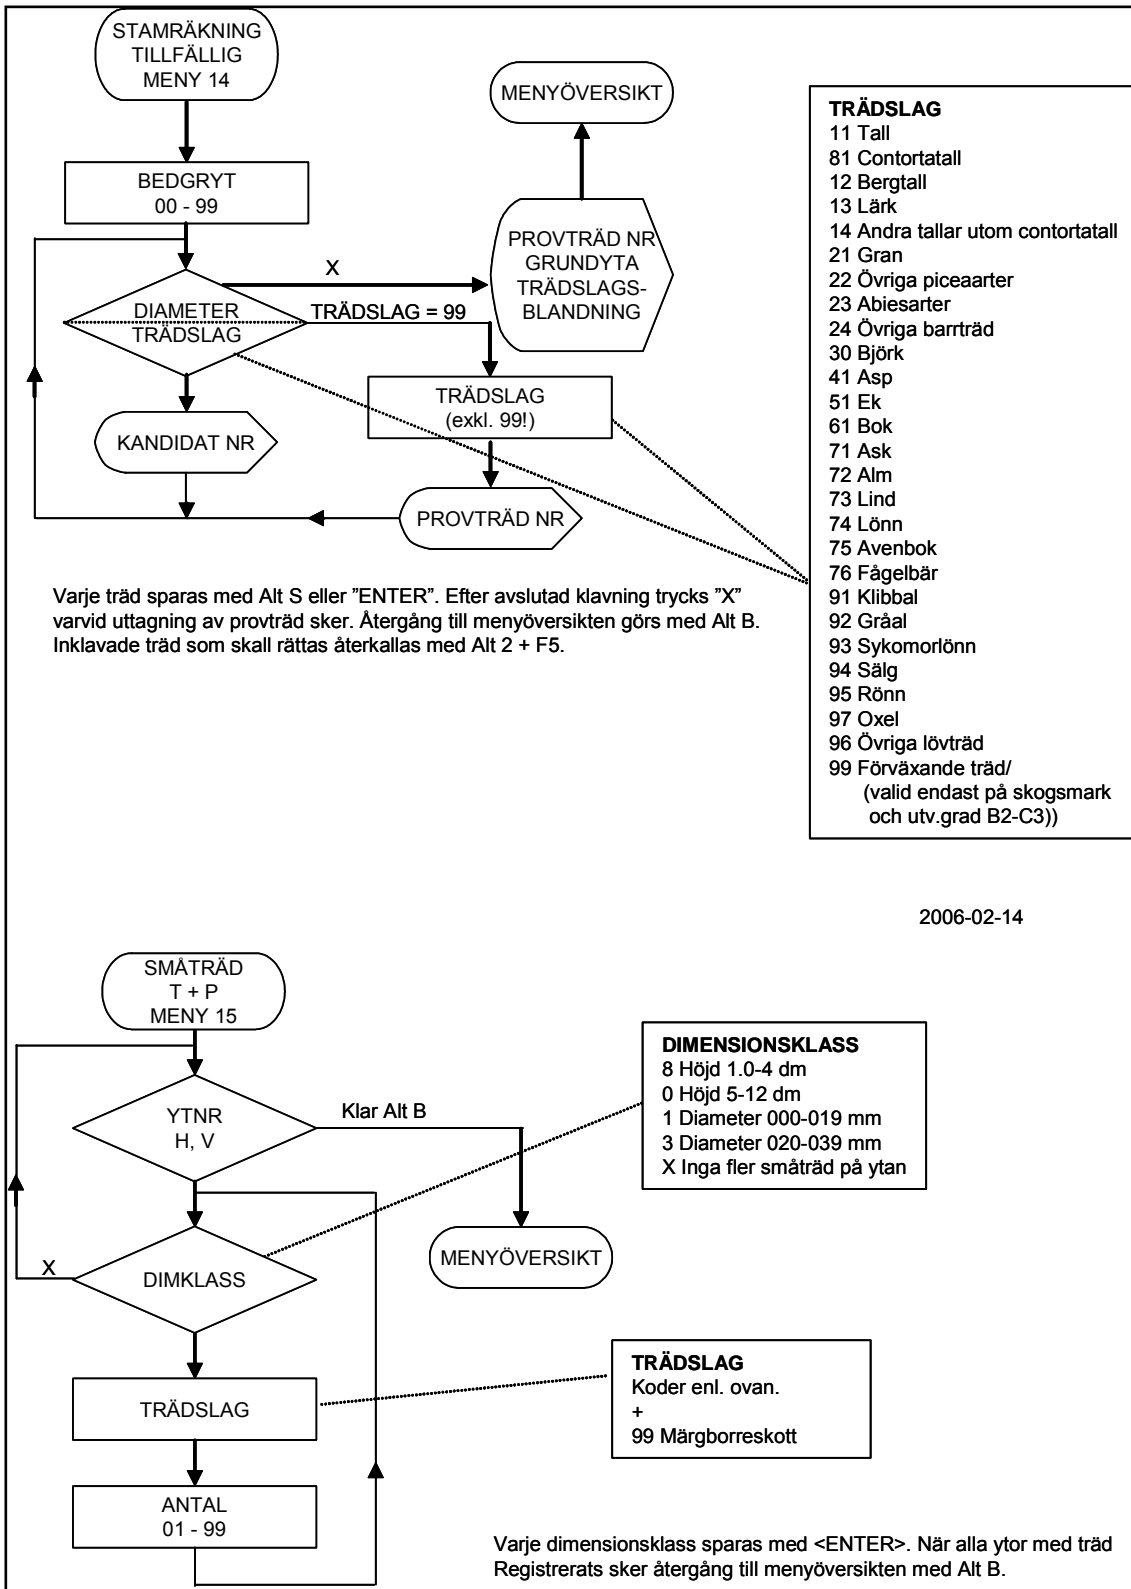 STAMRÄKNING
TILLFÄLLIG
MENY 14
MENYÖVERSIKT
BEDGRYT
00 - 99
X
PROVTRÄD NR
GRUNDYTA
TRÄDSLAGS-
BLANDNING
DIAMETER
TRÄDSLAG
TRÄDSLAG = 99
TRÄDSLAG
(exkl. 99!)
KANDIDAT NR
PROVTRÄD NR
TRÄDSLAG
11 Tall
81 Contortatall
12 Bergtall
13 Lärk
14 Andra tallar utom contortatall
21 Gran
22 Övriga piceaarter
23 Abiesarter
24 Övriga barrträd
30 Björk
41 Asp
51 Ek
61 Bok
71 Ask
72 Alm
73 Lind
74 Lönn
75 Avenbok
76 Fågelbär
91 Klibbal
92 Gråal
93 Sykomorlönn
94 Sälg
95 Rönn
97 Oxel
96 Övriga lövträd
99 Förväxande träd/
(valid endast på skogsmark
och utv.grad B2-C3))
Varje träd sparas med Alt S eller ”ENTER”. Efter avslutad klavning trycks ”X”
varvid uttagning av provträd sker. Återgång till menyöversikten görs med Alt B.
Inklavade träd som skall rättas återkallas med Alt 2 + F5.
2006-02-14
SMÅTRÄD
T + P
MENY 15
YTNR
H, V
Klar Alt B
DIMENSIONSKLASS
8 Höjd 1.0-4 dm
0 Höjd 5-12 dm
1 Diameter 000-019 mm
3 Diameter 020-039 mm
X Inga fler småträd på ytan
MENYÖVERSIKT
X
DIMKLASS
TRÄDSLAG
TRÄDSLAG
Koder enl. ovan.
+
99 Märgborreskott
ANTAL
01 - 99
Varje dimensionsklass sparas med <ENTER>. När alla ytor med träd
Registrerats sker återgång till menyöversikten med Alt B.